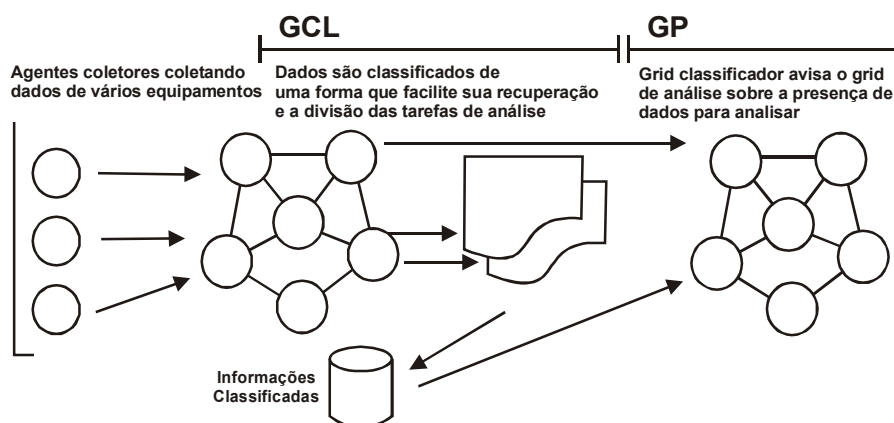 GCL
GP
Agentes coletores coletando
dados de vários equipamentos
Dados são classificados de
uma forma que facilite sua recuperação
e a divisão das tarefas de análise
Grid classificador avisa o grid
de análise sobre a presença de
dados para analisar
Informações
Classificadas